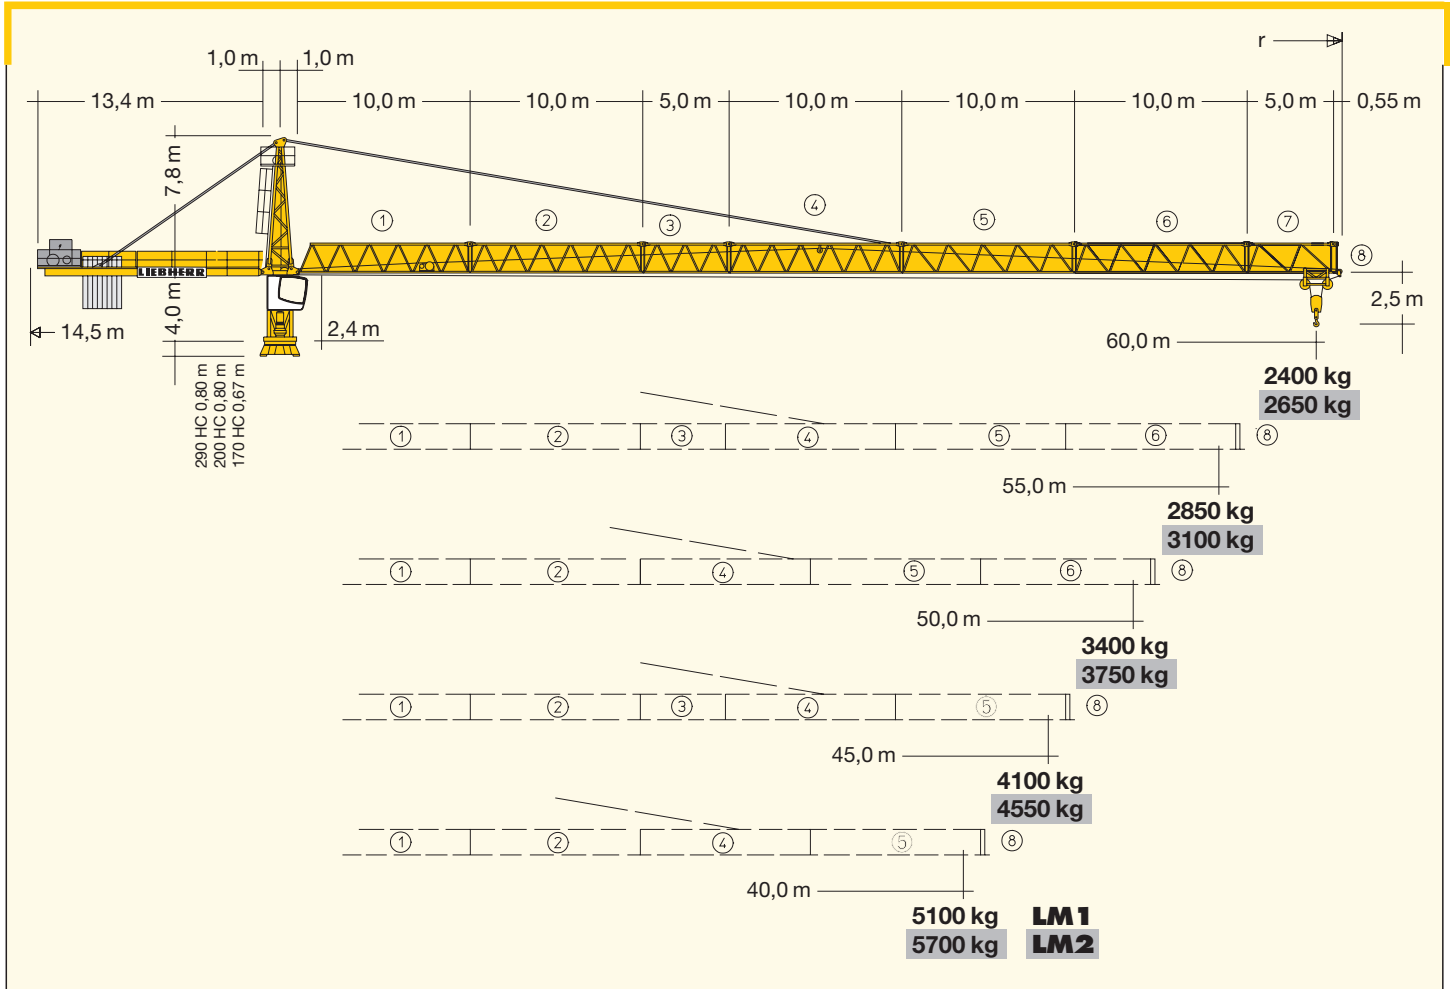 r
1,0 m 1,0 m
13,4 m 10,0 m 10,0 m 5,0 m 10,0 m 10,0 m 10,0 m 5,0 m 0,55 m
7,8 m
1 2 3 4 5 6 7
8
LIEBHERR
4,0 m
2,5 m
14,5 m
2,4 m
60,0 m
290 HC 0,80 m
200 HC 0,80 m
170 HC 0,67 m
2400 kg
2650 kg
1 2 3 4 5 6 8
55,0 m
2850 kg
3100 kg
1 2 4 5 6 8
50,0 m
3400 kg
3750 kg
1 2 3 4 5 8
45,0 m
4100 kg
4550 kg
1 2 4 5 8
40,0 m
5100 kg LM1
5700 kg LM2